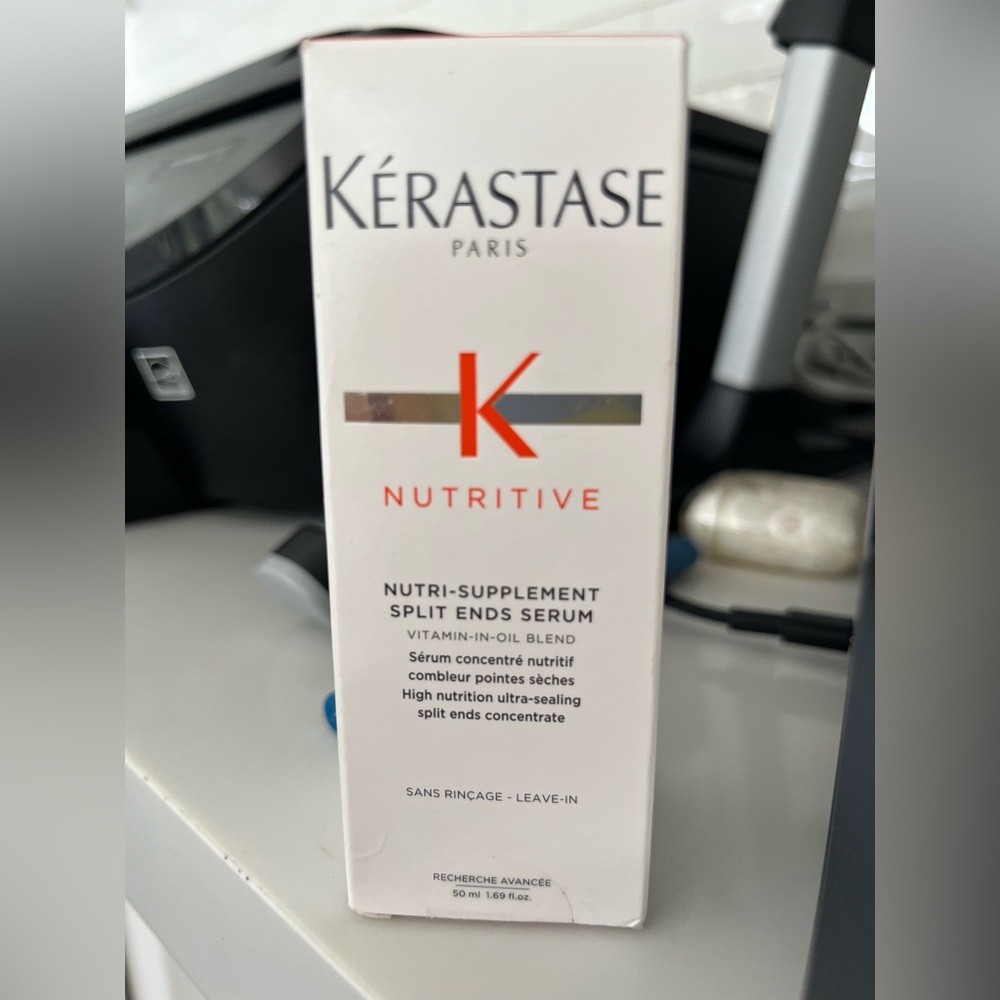 KÉRASTASE
PARIS
K
NUTRITIVE
NUTRI-SUPPLEMENT
SPLIT ENDS SERUM
VITAMIN-IN-OIL BLEND
Sérum concentré nutritif
combleur pointes sèches
High nutrition ultra-sealing
split ends concentrate
SANS RINÇAGE - LEAVE-IN
RECHERCHE AVANCÉE
50 ml 1.69 fl.oz.